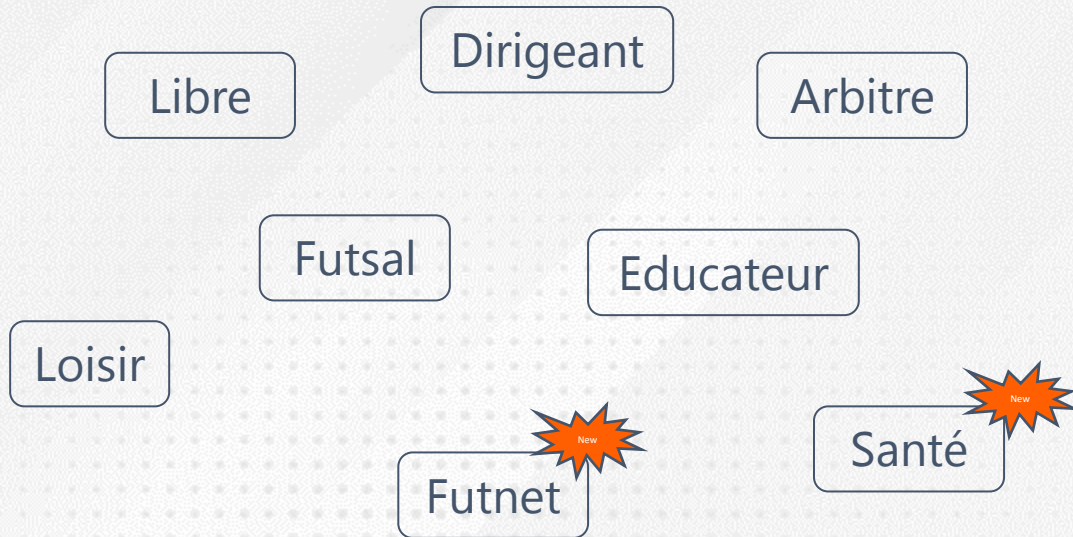 Dirigeant
Libre
Arbitre
Futsal
Educateur
Loisir
New
Santé
New
Futnet